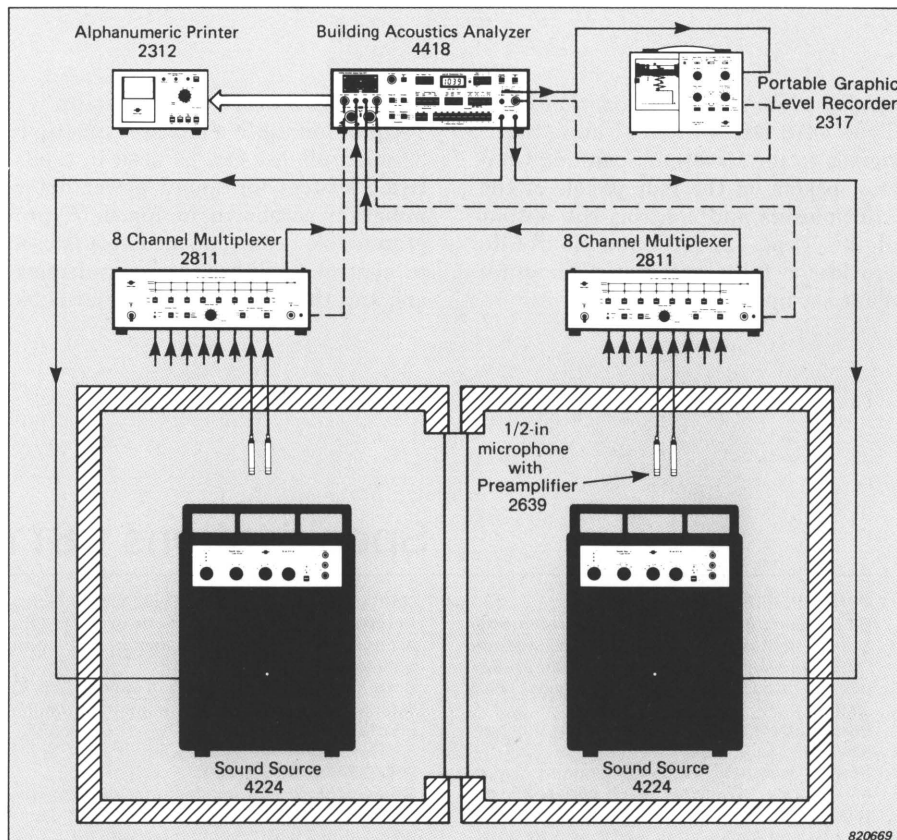 Alphanumeric Printer
2312
Building Acoustics Analyzer
4418
Portable Graphic
Level Recorder
2317
8 Channel Multiplexer
2811
8 Channel Multiplexer
2811
1/2-in
microphone
with
Preamplifier
2639
Sound Source
4224
Sound Source
4224
820669